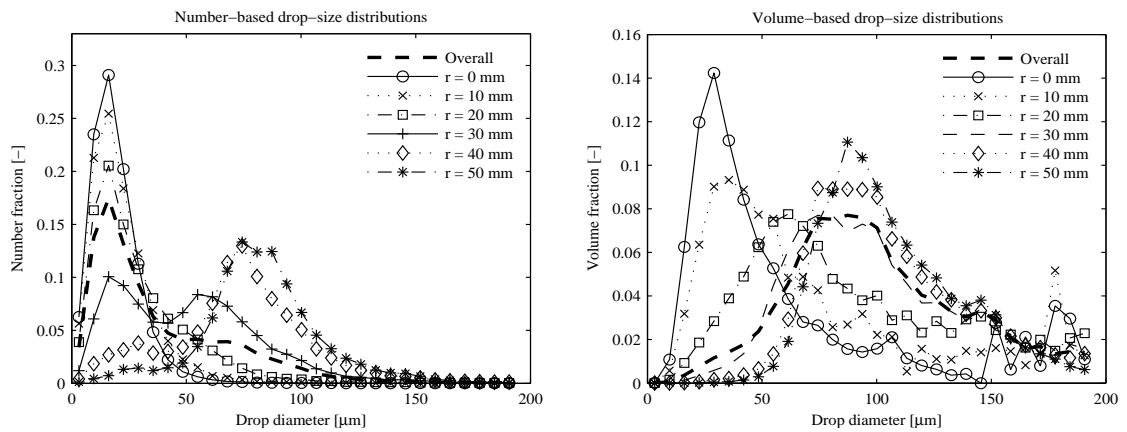 Number−based drop−size distributions
0.3
0.25
0.2
0.15
0.1
0.05
0
Number fraction [−]
Overall
r = 0 mm
r = 10 mm
r = 20 mm
r = 30 mm
r = 40 mm
r = 50 mm
0 50 100 150 200
Drop diameter [μm]
Volume−based drop−size distributions
0.16
0.14
0.12
0.1
0.08
0.06
0.04
0.02
0
Volume fraction [−]
Overall
r = 0 mm
r = 10 mm
r = 20 mm
r = 30 mm
r = 40 mm
r = 50 mm
0 50 100 150 200
Drop diameter [μm]